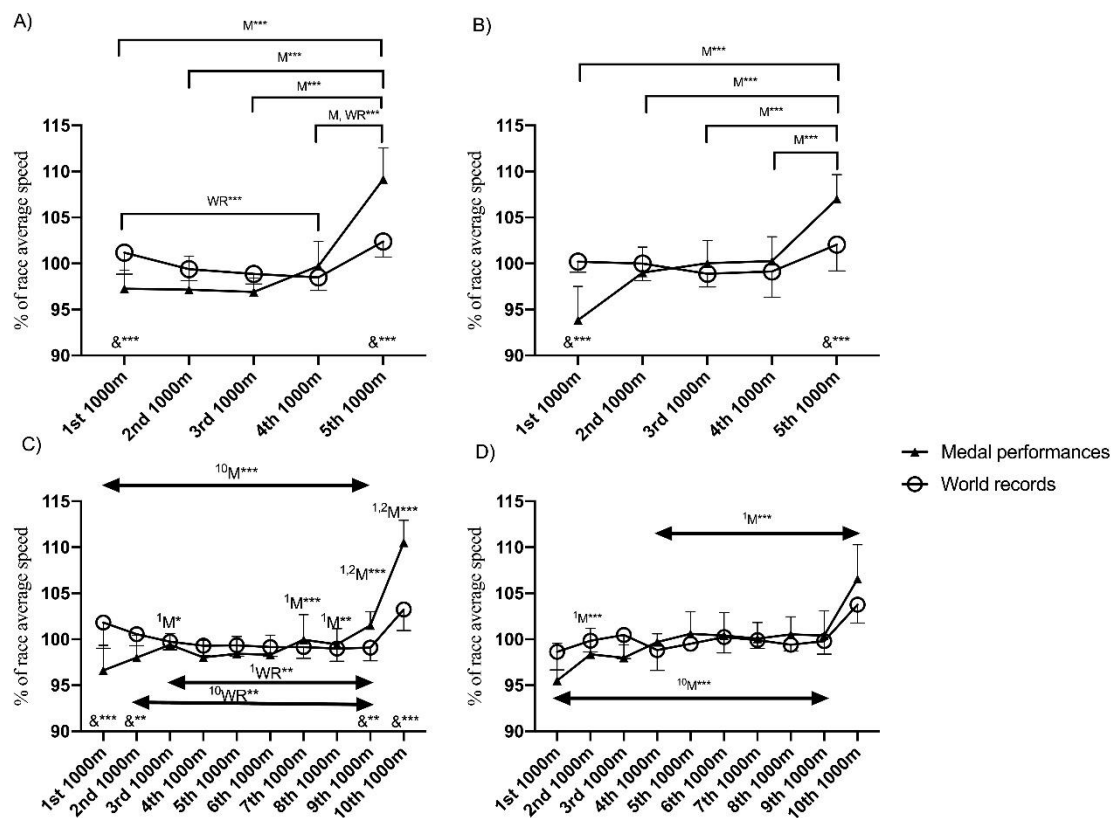 A)
M***
M***
M***
M, WR***
WR***
% of racc average speed
115
110
105
100
95
90
&***
&***
1st 1000m
2nd 1000m
3rd 1000m
4th 1000m
5th 1000m
B)
M***
M***
M***
M***
% of racc average speed
115
110
105
100
95
90
&***
&***
1st 1000m
2nd 1000m
3rd 1000m
4th 1000m
5th 1000m
C)
10M***
1,2M***
1,2M***
1M***
1M**
1M*
1WR**
10WR**
% of racc average speed
115
110
105
100
95
90
&***
&**
&**
&***
1st 1000m
2nd 1000m
3rd 1000m
4th 1000m
5th 1000m
6th 1000m
7th 1000m
8th 1000m
9th 1000m
10th 1000m
D)
1M***
1M***
10M***
% of racc average speed
115
110
105
100
95
90
1st 1000m
2nd 1000m
3rd 1000m
4th 1000m
5th 1000m
6th 1000m
7th 1000m
8th 1000m
9th 1000m
10th 1000m
Medal performances
World records